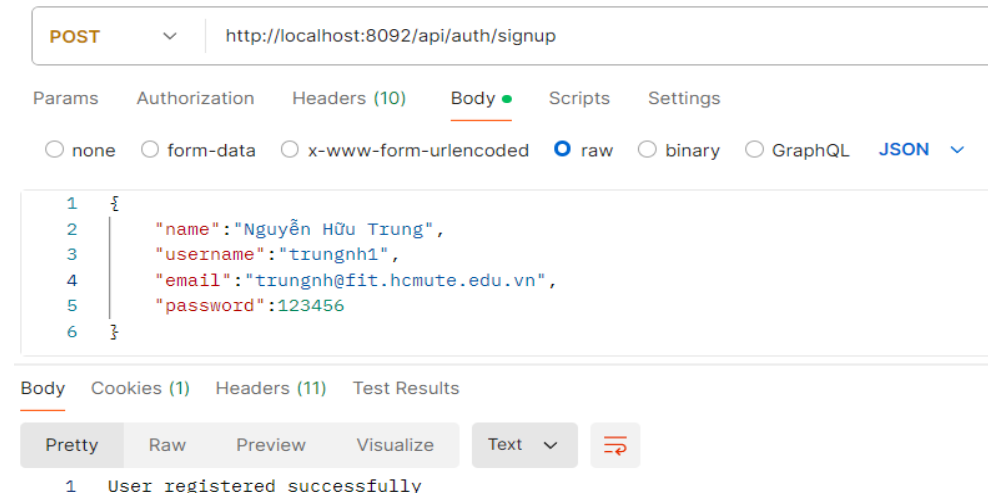 POST http://localhost:8092/api/auth/signup
Params Authorization Headers (10) Body Scripts Settings
none form-data x-www-form-urlencoded raw binary GraphQL JSON
1 {
2 "name":"Nguyễn Hữu Trung",
3 "username":"trungnh1",
4 "email":"trungnh@fit.hcmute.edu.vn",
5 "password":123456
6 }
Body Cookies (1) Headers (11) Test Results
Pretty Raw Preview Visualize Text
1 User registered successfully